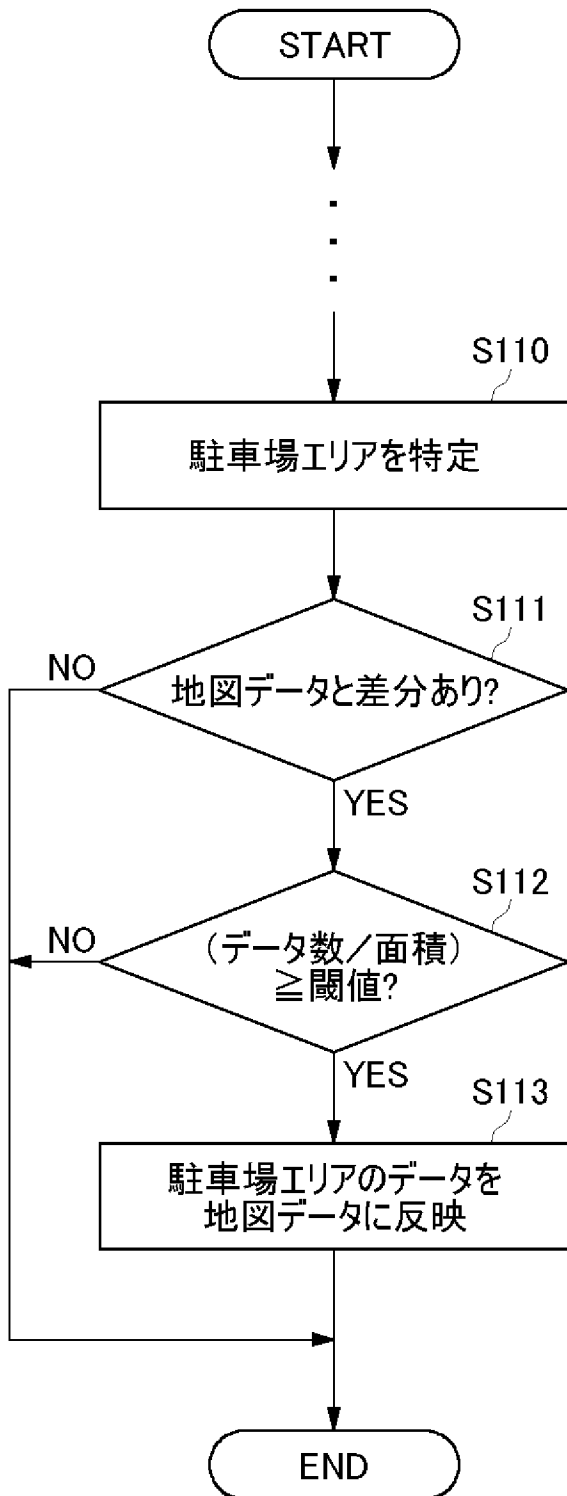 START
S110
駐車場エリアを特定
S111
NO
地図データと差分あり?
YES
S112
NO
(データ数/面積)
≧閾値?
YES
S113
駐車場エリアのデータを
地図データに反映
END